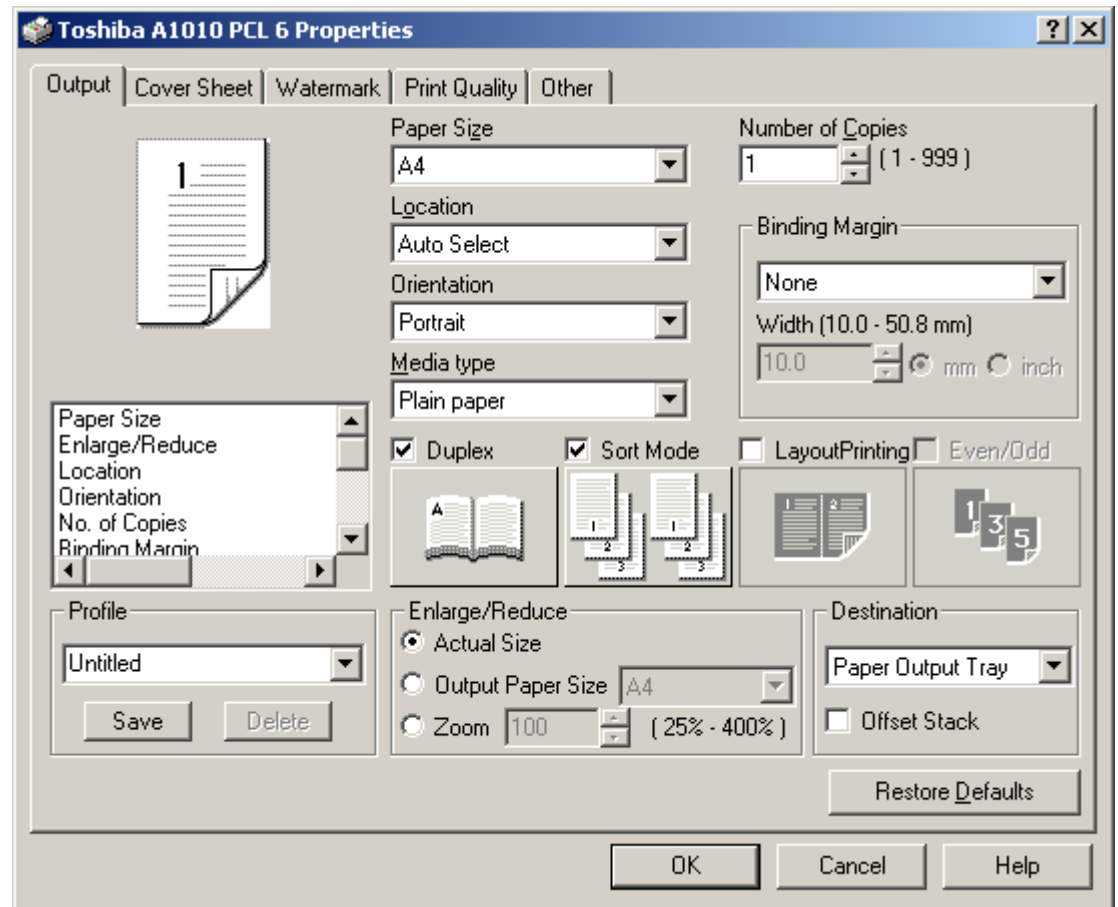 Toshiba A1010 PCL 6 Properties
Output
Cover Sheet
Watermark
Print Quality
Other
1
Paper Size
A4
Location
Auto Select
Orientation
Portrait
Media type
Plain paper
Number of Copies
1
( 1 - 999 )
Binding Margin
None
Width (10.0 - 50.8 mm)
10.0
mm
inch
Paper Size
Enlarge/Reduce
Location
Orientation
No. of Copies
Binding Margin
Duplex
Sort Mode
LayoutPrinting
Even/Odd
A
1
2
3
1
2
3
1
2
1
3
5
Profile
Untitled
Save
Delete
Enlarge/Reduce
Actual Size
Output Paper Size
A4
Zoom
100
( 25% - 400% )
Destination
Paper Output Tray
Offset Stack
Restore Defaults
OK
Cancel
Help